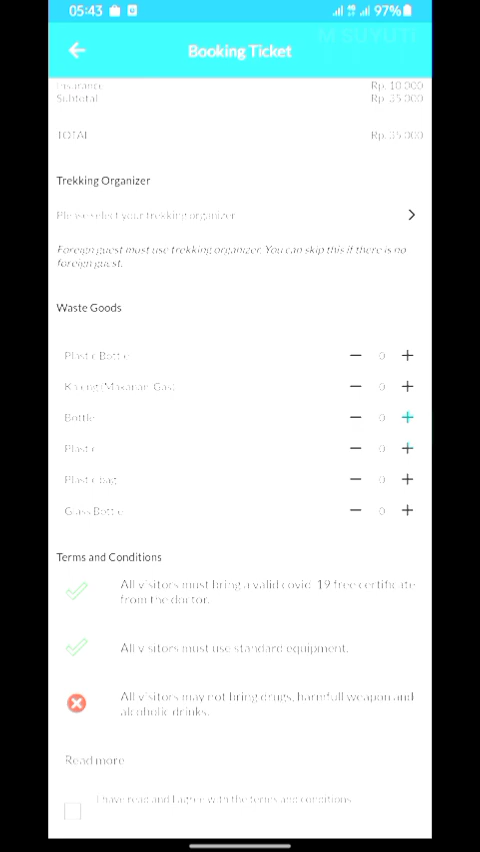 05:43 97%
M SUYUTI
Booking Ticket
Insurance Rp. 10.000
Subtotal Rp. 35.000
TOTAL Rp. 35.000
Trekking Organizer
Please select your trekking organizer
Foreign guest must use trekking organizer. You can skip this if there is no
foreign guest.
Waste Goods
Plastic Bottle 0
Kaleng (Makanan, Gas) 0
Bottle 0
Plastic 0
Plastic bag 0
Glass Bottle 0
Terms and Conditions
All visitors must bring a valid covid-19 free certificate
from the doctor.
All visitors must use standard equipment.
All visitors may not bring drugs, harmfull weapon and
alcoholic drinks.
Read more
I have read and I agree with the terms and conditions